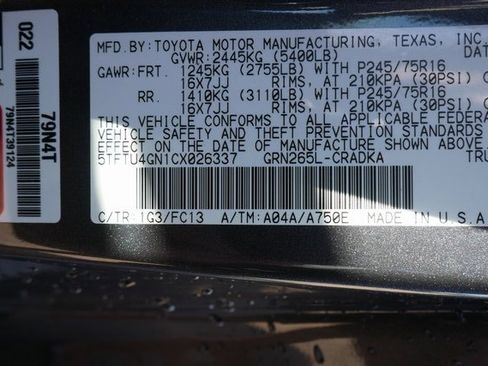 MFD.BY:TOYOTA MOTOR MANUFACTURING, TEXAS, INC.
GVWR:2445KG (5400LB) DAT
GAWR:FRT. 1245KG (2755LB)WITH P245/75R16
16X7JJ RIMS, AT 210KPA (30PSI)
RR. 1410KG (3110LB)WITH P245/75R16
16X7JJ RIMS, AT 210KPA (30PSI)
THIS VEHICLE CONFORMS TO ALL APPLICABLE FEDERA
VEHICLE SAFETY AND THEFT PREVENTION STANDARDS
ON THE DATE OF MANUFACTURE SHOWN ABOVE.
5TFTU4GN1CX026337 GRN265L-CRADKA TRU
C/TR:1G3/FC13 A/TM:A04A/A750E MADE IN U.S.A
022
79N4T
79N4T39124